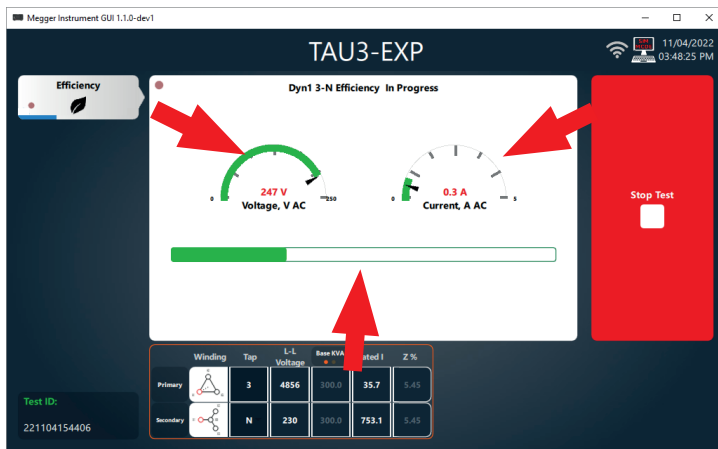 Megger Instrument GUI 1.1.0-dev1
TAU3-EXP
11/04/2022
03:48:25 PM
Efficiency
Dyn1 3-N Efficiency In Progress
247 V
0
250
Voltage, V AC
0.3 A
0
5
Current, A AC
Stop Test
Winding Tap L-L Voltage Base KVA ated I Z %
Primary 3 4856 300.0 35.7 5.45
Secondary N 230 300.0 753.1 5.45
Test ID:
221104154406